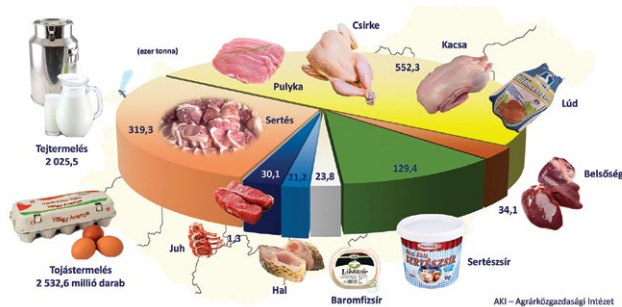 (ezer tonna)
Csirke
Kacsa
552,3
Pulyka
Lúd
319,3
Sertés
Tejtermelés
2 025,5
30,1
21,2
23,8
129,4
34,1
Belsőség
Tojástermelés
2 532,6 millió darab
Juh
1,3
Hal
Baromfizsír
Sertészsír
SERTÉSZSÍR
AKI – Agrárközgazdasági Intézet